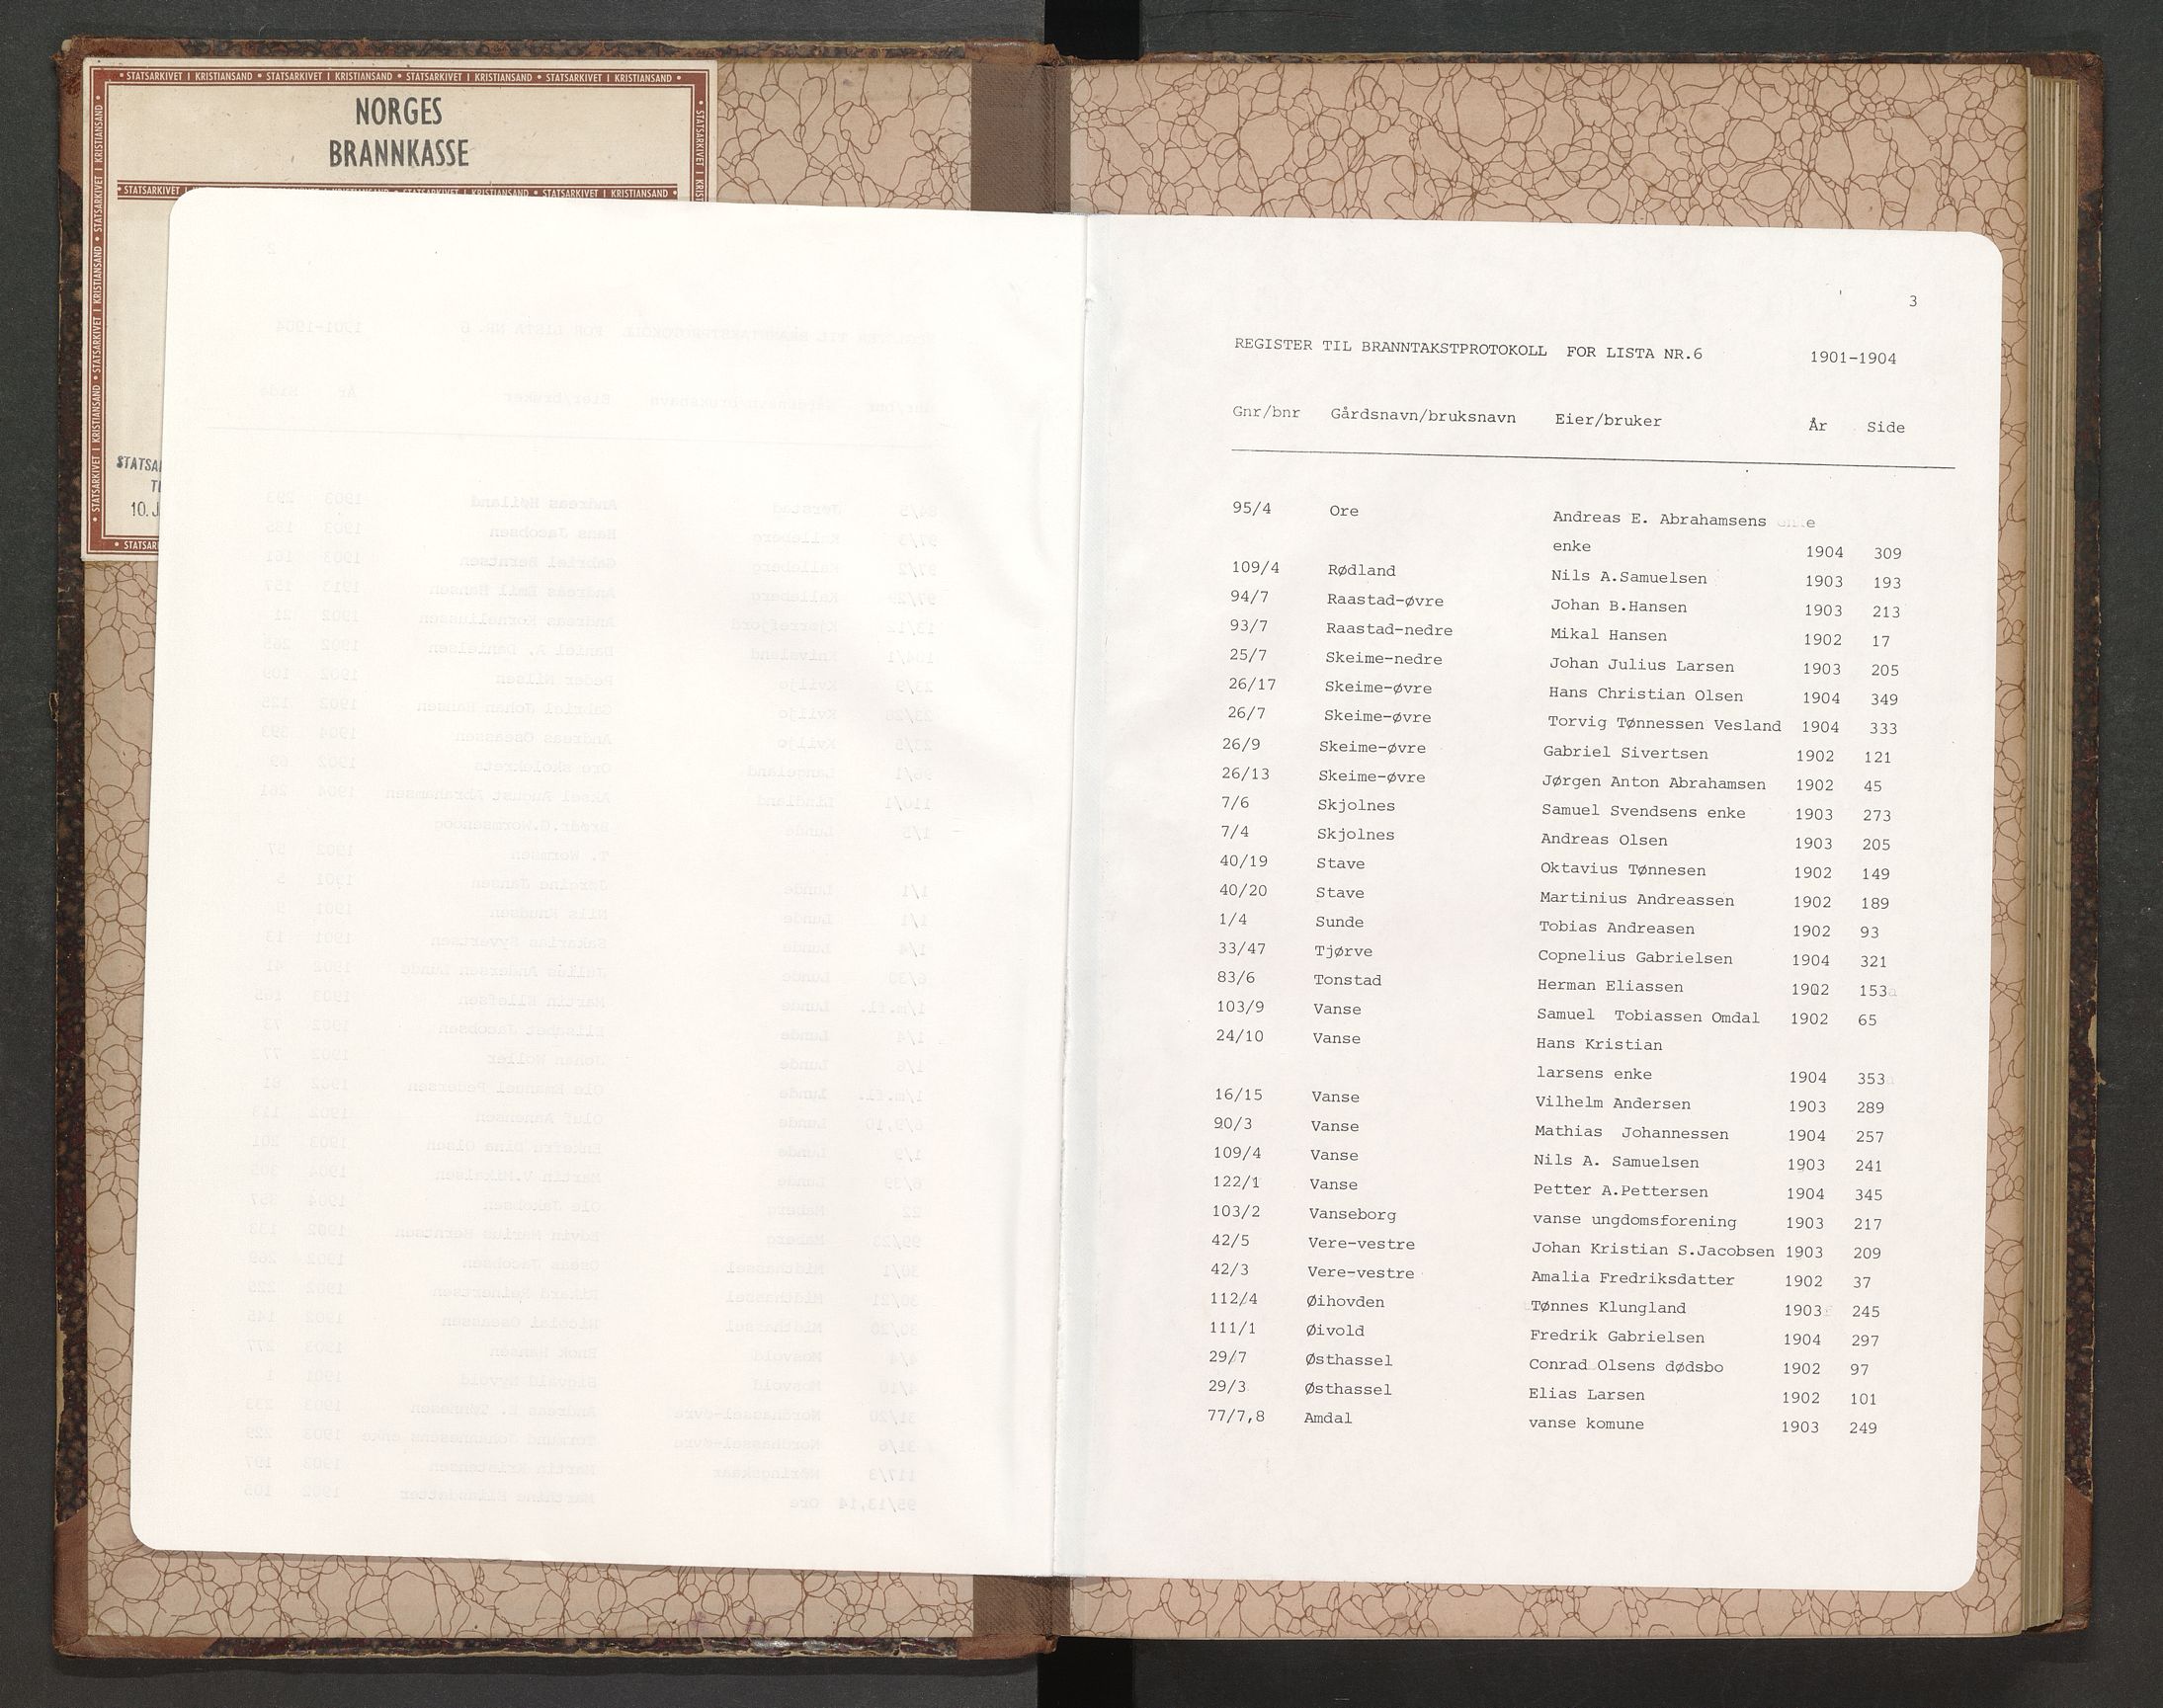 STATSARKIVET I KRISTIANSAND • STATSARKIVET I KRISTIANSAND • STATSARKIVET I KRISTIANSAND • STATSARKIVET I KRISTIANSAND
NORGES
BRANNKASSE
STATSARKIVET I KRISTIANSAND • STATSARKIVET I KRISTIANSAND
3
REGISTER TIL BRANNTAKSTPROTOKOLL FOR LISTA NR.6 1901-1904
Gnr/bnr Gårdsnavn/bruksnavn Eier/bruker År Side
95/4 Ore Andreas E. Abrahamsens
enke 1904 309
109/4 Rødland Nils A.Samuelsen 1903 193
94/7 Raastad-øvre Johan B.Hansen 1903 213
93/7 Raastad-nedre Mikal Hansen 1902 17
25/7 Skeime-nedre Johan Julius Larsen 1903 205
26/17 Skeime-øvre Hans Christian Olsen 1904 349
26/7 Skeime-øvre Torvig Tønnessen Vesland 1904 333
26/9 Skeime-øvre Gabriel Sivertsen 1902 121
26/13 Skeime-øvre Jørgen Anton Abrahamsen 1902 45
7/6 Skjolnes Samuel Svendsens enke 1903 273
7/4 Skjolnes Andreas Olsen 1903 205
40/19 Stave Oktavius Tønnesen 1902 149
40/20 Stave Martinius Andreassen 1902 189
1/4 Sunde Tobias Andreasen 1902 93
33/47 Tjørve Copnelius Gabrielsen 1904 321
83/6 Tonstad Herman Eliassen 1902 153
103/9 Vanse Samuel Tobiassen Omdal 1902 65
24/10 Vanse Hans Kristian
larsens enke 1904 353
16/15 Vanse Vilhelm Andersen 1903 289
90/3 Vanse Mathias Johannessen 1904 257
109/4 Vanse Nils A. Samuelsen 1903 241
122/1 Vanse Petter A.Pettersen 1904 345
103/2 Vanseborg vanse ungdomsforening 1903 217
42/5 Vere-vestre Johan Kristian S.Jacobsen 1903 209
42/3 Vere-vestre Amalia Fredriksdatter 1902 37
112/4 Øihovden Tønnes Klungland 1903 245
111/1 Øivold Fredrik Gabrielsen 1904 297
29/7 Østhassel Conrad Olsens dødsbo 1902 97
29/3 Østhassel Elias Larsen 1902 101
77/7,8 Amdal vanse komune 1903 249